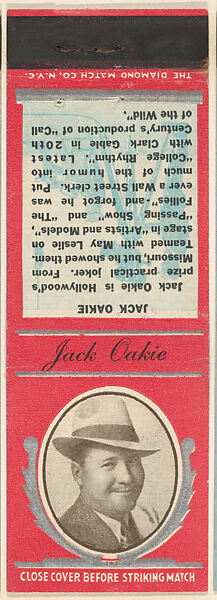 THE DIAMOND MATCH CO. N.Y.C.
JACK OAKIE
Jack Oakie is Hollywood's
prize practical joker. From
Missouri, but he showed them.
Teamed with May Leslie on
stage in "Artists and Models",
"Passing Show" and "The
Follies"-and forgot he was
ever a Wall Street clerk. Put
much of the humor into
"College Rhythm". Latest
with Clark Gable in 20th
Century's production of "Call
of the Wild".
Jack Oakie
CLOSE COVER BEFORE STRIKING MATCH